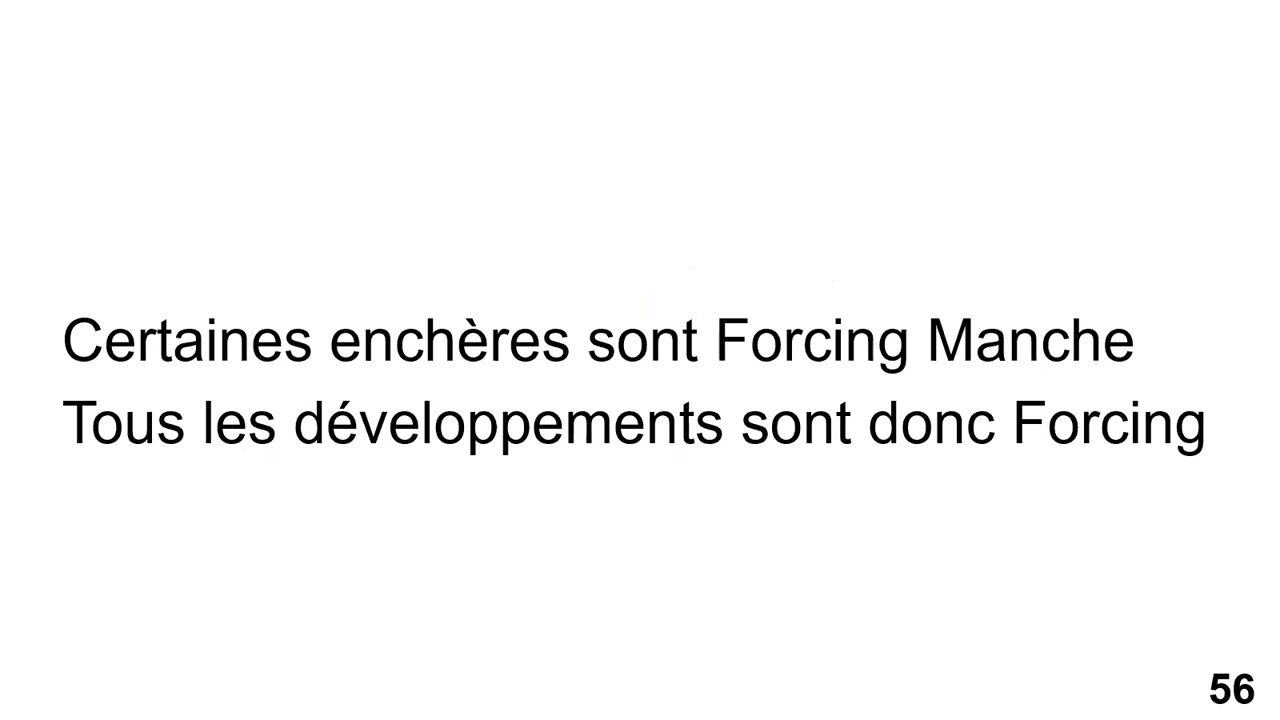 Certaines enchères sont Forcing Manche
Tous les développements sont donc Forcing
56